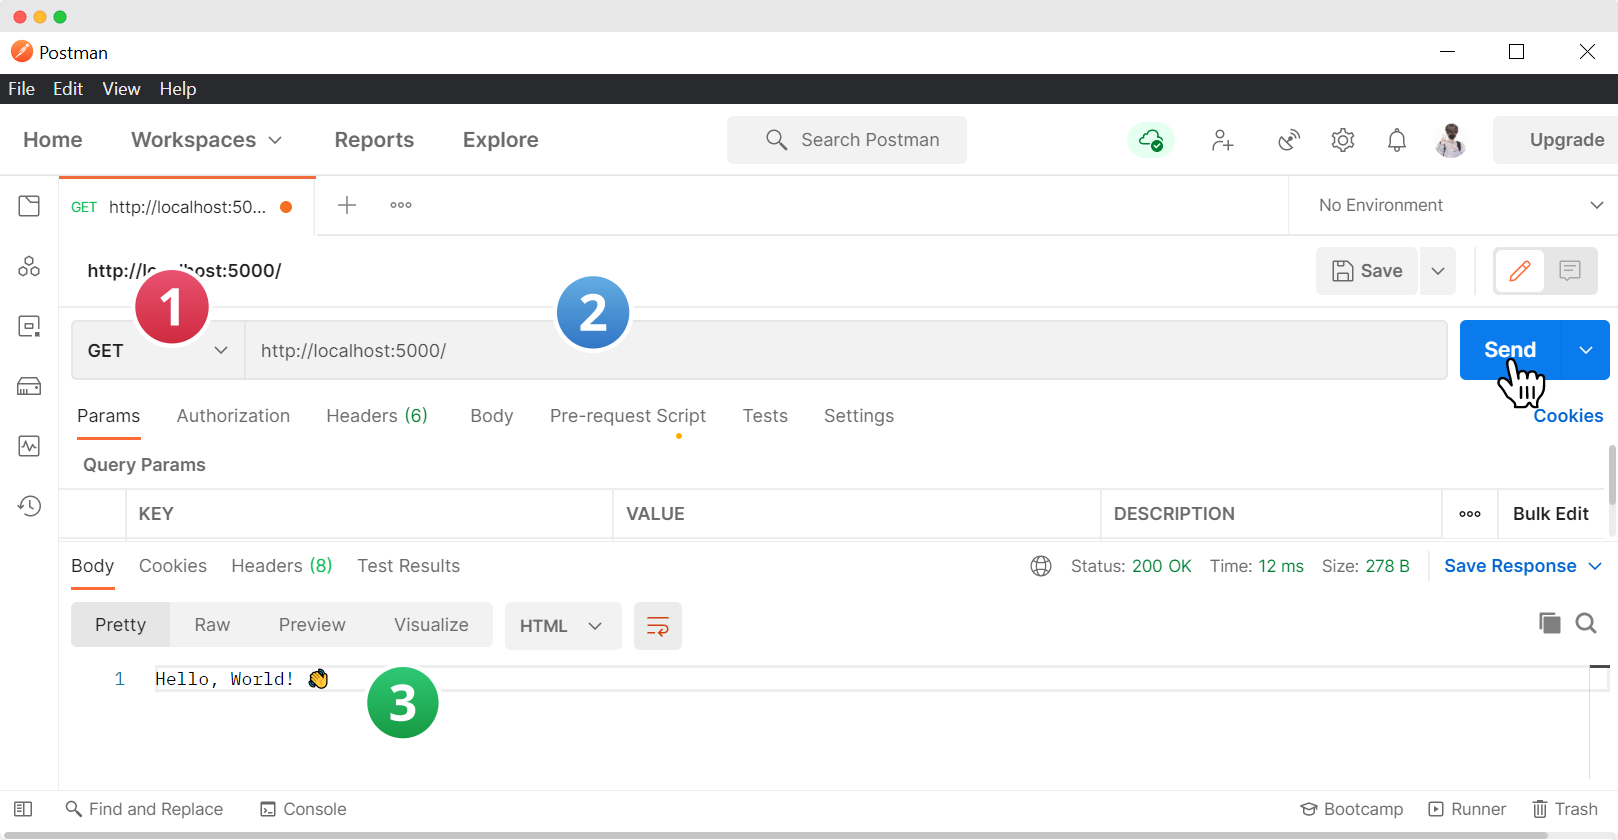 Postman
File Edit View Help
Home Workspaces Reports Explore Search Postman Upgrade
GET http://localhost:50... No Environment
http://localhost:5000/ Save
1 2
GET http://localhost:5000/ Send
Params Authorization Headers (6) Body Pre-request Script Tests Settings Cookies
Query Params
KEY VALUE DESCRIPTION Bulk Edit
Body Cookies Headers (8) Test Results Status: 200 OK Time: 12 ms Size: 278 B Save Response
Pretty Raw Preview Visualize HTML
1 Hello, World! 👋
3
Find and Replace Console Bootcamp Runner Trash